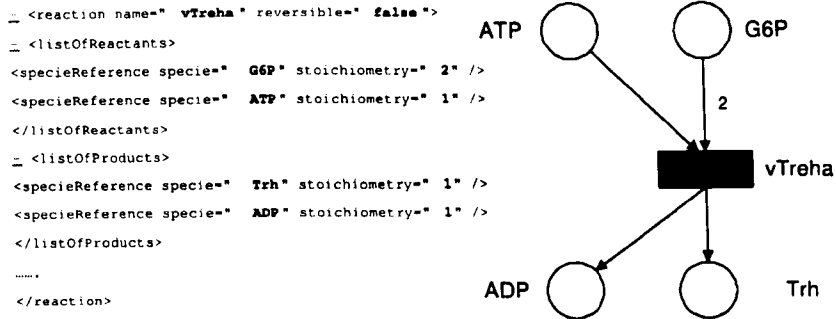 - <reaction name=" vTreha" reversible=" false">
- <listOfReactants>
<specieReference specie=" G6P" stoichiometry=" 2" />
<specieReference specie=" ATP" stoichiometry=" 1" />
</listOfReactants>
- <listOfProducts>
<specieReference specie=" Trh" stoichiometry=" 1" />
<specieReference specie=" ADP" stoichiometry=" 1" />
</listOfProducts>
.......
</reaction>
ATP
G6P
2
vTreha
ADP
Trh